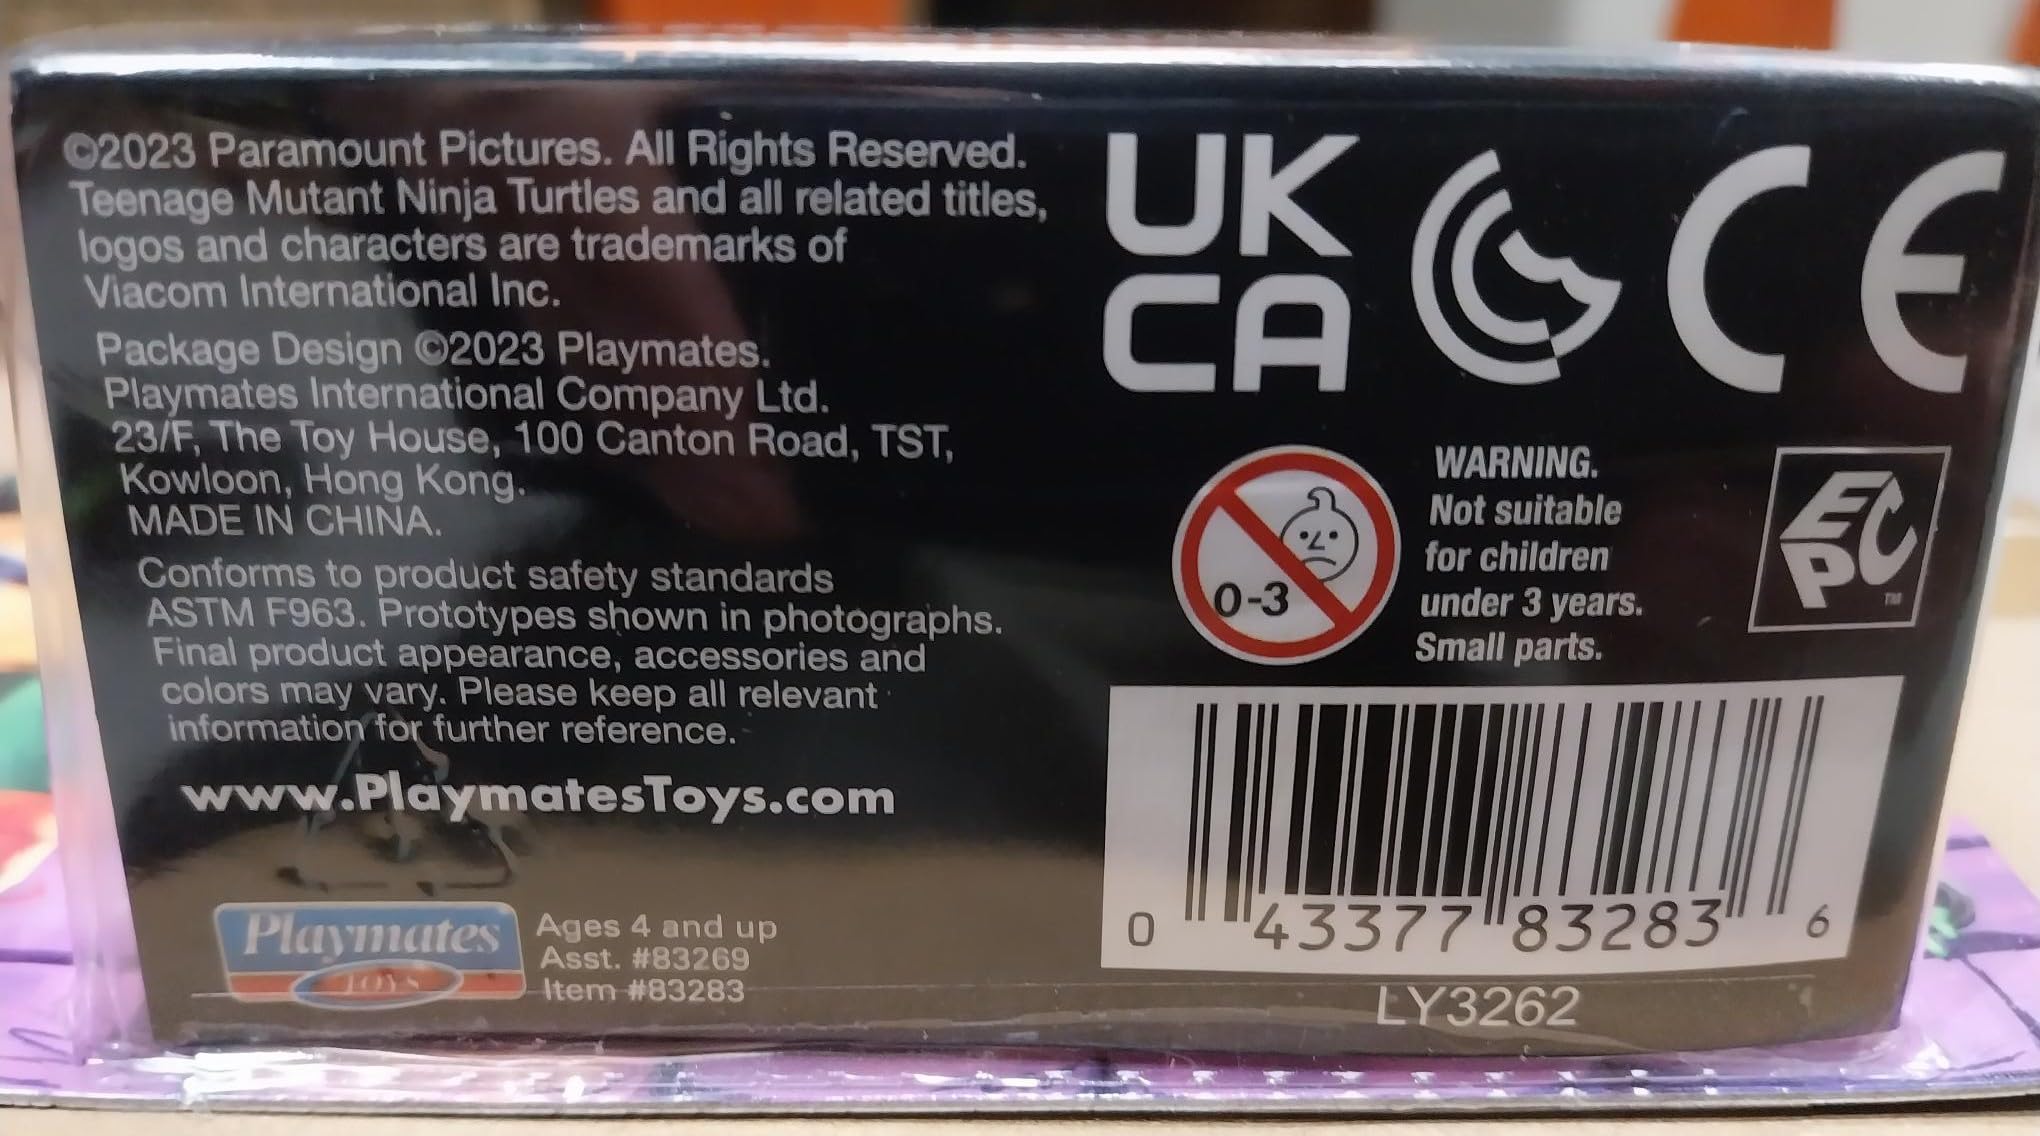 ©2023 Paramount Pictures. All Rights Reserved.
Teenage Mutant Ninja Turtles and all related titles,
logos and characters are trademarks of
Viacom International Inc.
Package Design ©2023 Playmates.
Playmates International Company Ltd.
23/F, The Toy House, 100 Canton Road, TST,
Kowloon, Hong Kong.
MADE IN CHINA.
Conforms to product safety standards
ASTM F963. Prototypes shown in photographs.
Final product appearance, accessories and
colors may vary. Please keep all relevant
information for further reference.
www.PlaymatesToys.com
Playmates
TOYS
Ages 4 and up
Asst. #83269
Item #83283
UK
CA
CE
0-3
WARNING.
Not suitable
for children
under 3 years.
Small parts.
EPC
TM
0 43377 83283 6
LY3262